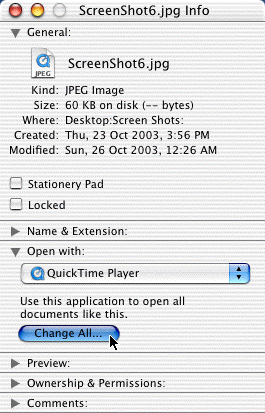 ScreenShot6.jpg Info
General:
JPEG
ScreenShot6.jpg
Kind: JPEG Image
Size: 60 KB on disk (-- bytes)
Where: Desktop:Screen Shots:
Created: Thu, 23 Oct 2003, 3:56 PM
Modified: Sun, 26 Oct 2003, 12:26 AM
Stationery Pad
Locked
Name & Extension:
Open with:
QuickTime Player
Use this application to open all
documents like this.
Change All...
Preview:
Ownership & Permissions:
Comments: